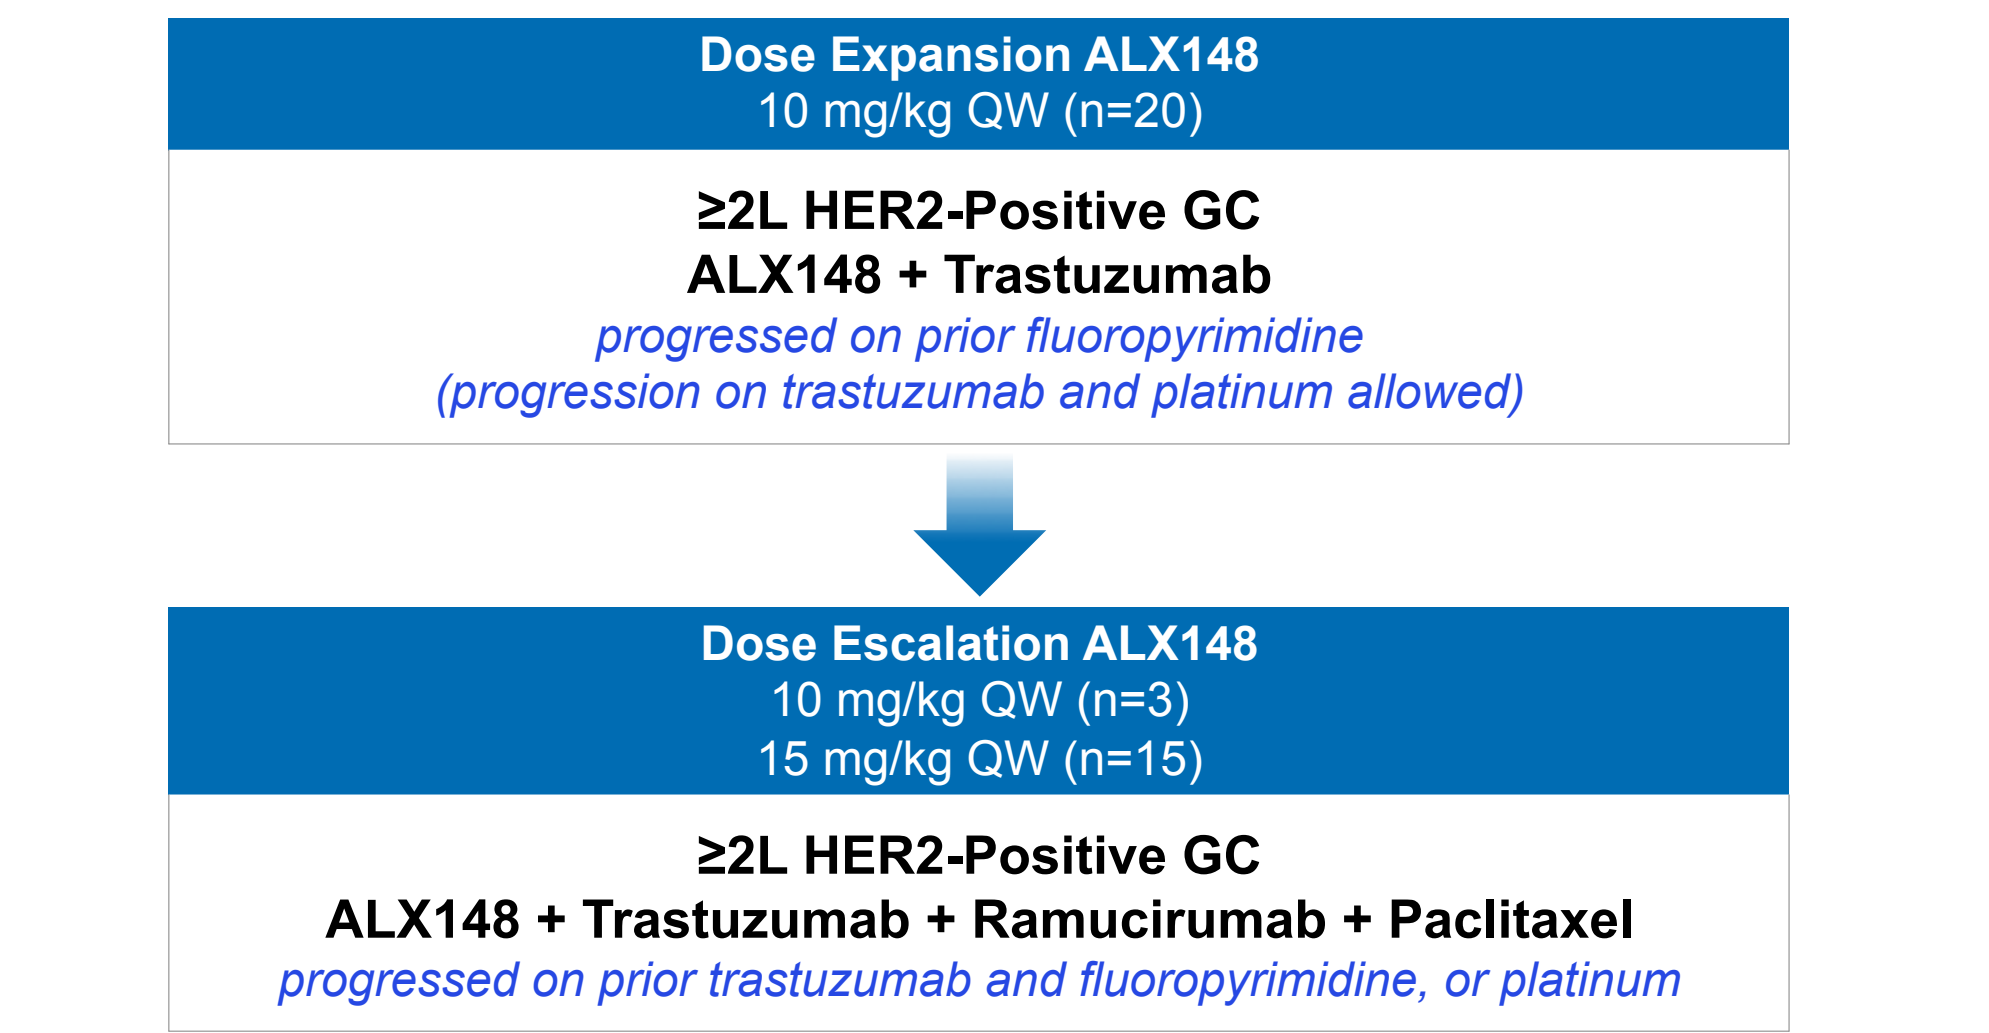 Dose Expansion ALX148
10 mg/kg QW (n=20)
≥2L HER2-Positive GC
ALX148 + Trastuzumab
progressed on prior fluoropyrimidine
(progression on trastuzumab and platinum allowed)
Dose Escalation ALX148
10 mg/kg QW (n=3)
15 mg/kg QW (n=15)
≥2L HER2-Positive GC
ALX148 + Trastuzumab + Ramucirumab + Paclitaxel
progressed on prior trastuzumab and fluoropyrimidine, or platinum